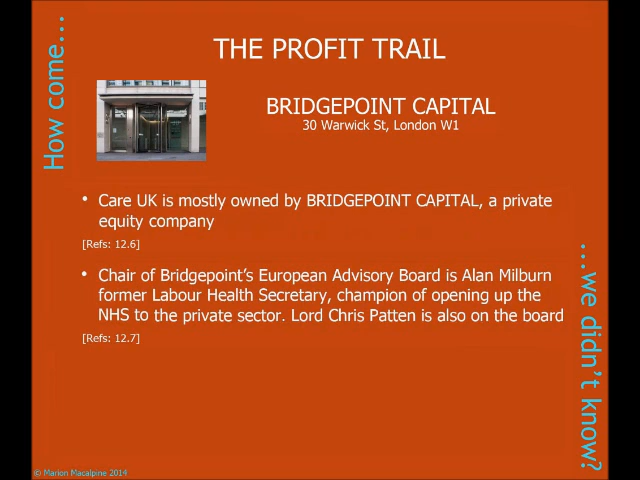 How come...
THE PROFIT TRAIL
BRIDGEPOINT CAPITAL
30 Warwick St, London W1
• Care UK is mostly owned by BRIDGEPOINT CAPITAL, a private
equity company
[Refs: 12.6]
• Chair of Bridgepoint's European Advisory Board is Alan Milburn
former Labour Health Secretary, champion of opening up the
NHS to the private sector. Lord Chris Patten is also on the board
[Refs: 12.7]
...we didn't know?
© Marion Macalpine 2014